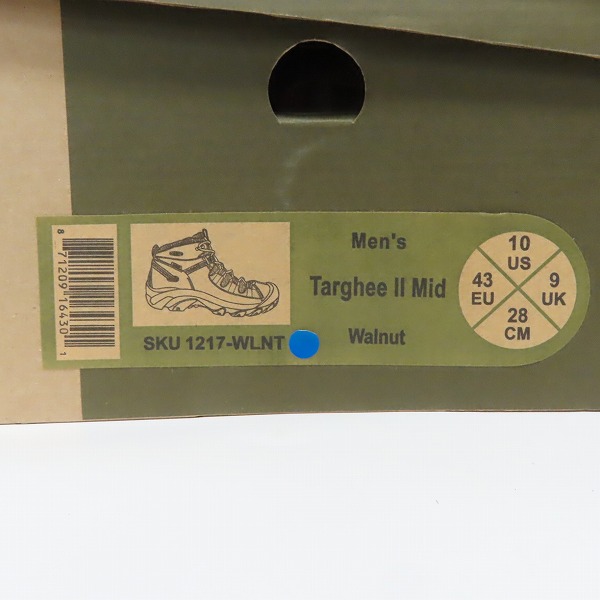 8 71209 16430 1
SKU 1217-WLNT
Men's
Targhee II Mid
Walnut
10 US
43 EU
9 UK
28 CM